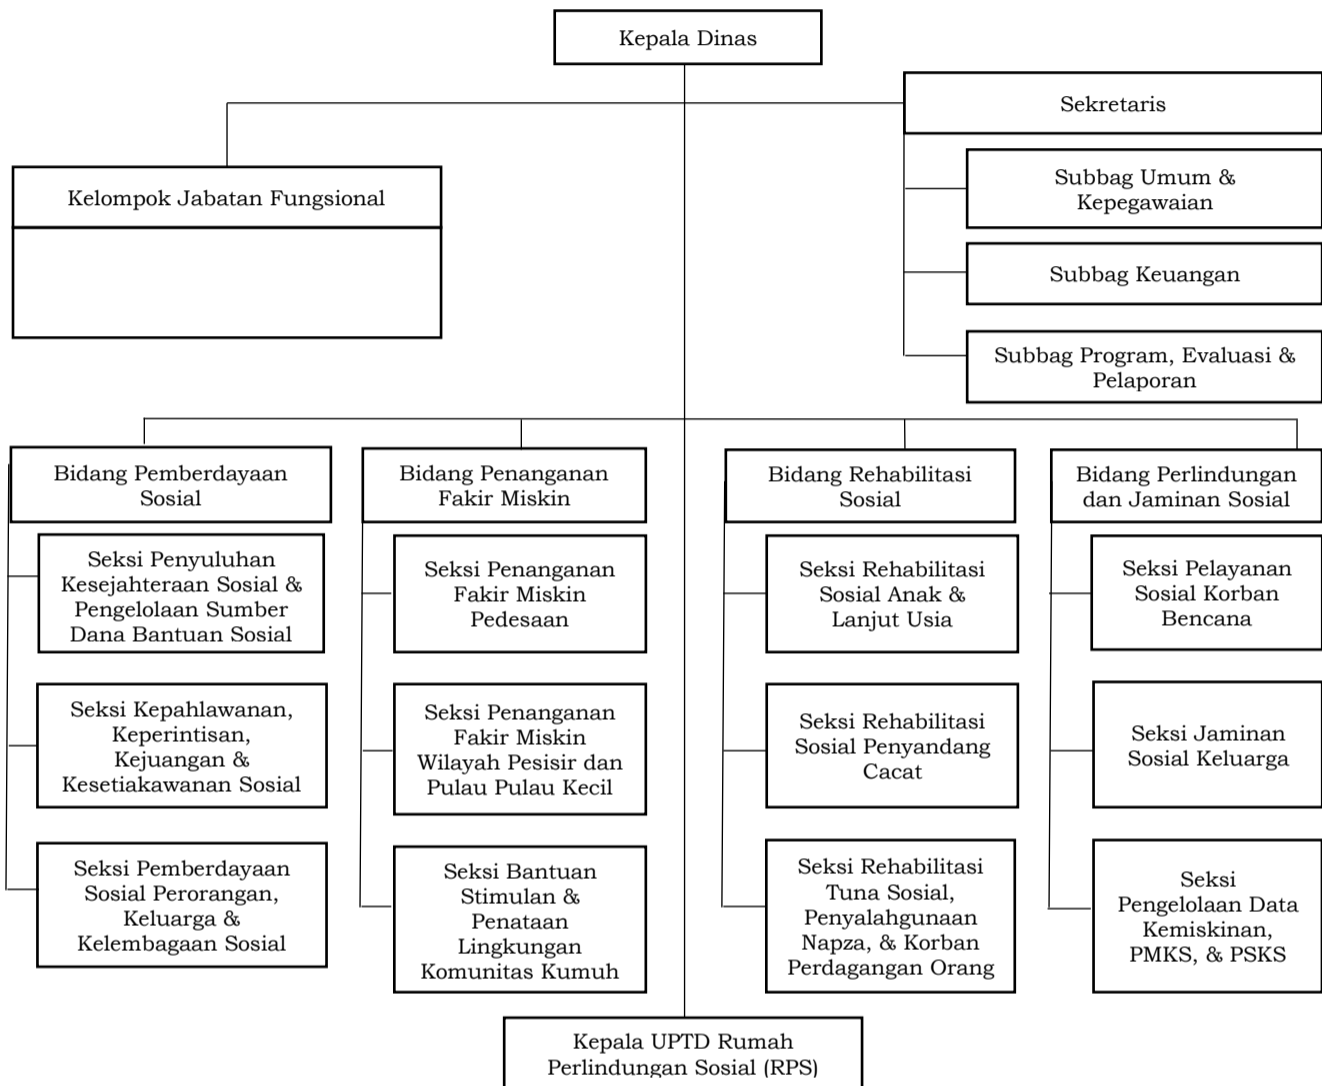 Kepala Dinas
Sekretaris
Kelompok Jabatan Fungsional
Subbag Umum &
Kepegawaian
Subbag Keuangan
Subbag Program, Evaluasi &
Pelaporan
Bidang Pemberdayaan
Sosial
Seksi Penyuluhan
Kesejahteraan Sosial &
Pengelolaan Sumber
Dana Bantuan Sosial
Seksi Kepahlawanan,
Keperintisan,
Kejuangan &
Kesetiakawanan Sosial
Seksi Pemberdayaan
Sosial Perorangan,
Keluarga &
Kelembagaan Sosial
Bidang Penanganan
Fakir Miskin
Seksi Penanganan
Fakir Miskin
Pedesaan
Seksi Penanganan
Fakir Miskin
Wilayah Pesisir dan
Pulau Pulau Kecil
Seksi Bantuan
Stimulan &
Penataan
Lingkungan
Komunitas Kumuh
Bidang Rehabilitasi
Sosial
Seksi Rehabilitasi
Sosial Anak &
Lanjut Usia
Seksi Rehabilitasi
Sosial Penyandang
Cacat
Seksi Rehabilitasi
Tuna Sosial,
Penyalahgunaan
Napza, & Korban
Perdagangan Orang
Bidang Perlindungan
dan Jaminan Sosial
Seksi Pelayanan
Sosial Korban
Bencana
Seksi Jaminan
Sosial Keluarga
Seksi
Pengelolaan Data
Kemiskinan,
PMKS, & PSKS
Kepala UPTD Rumah
Perlindungan Sosial (RPS)